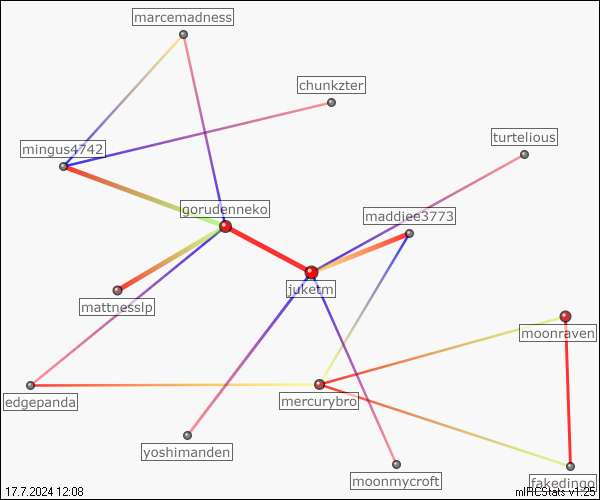 marcemadness
chunkzter
turtelious
mingus4742
gorudenneko
maddiee3773
juketm
mattnesslp
moonraven
edgepanda
mercurybro
yoshimanden
moonmycroft
fakedingo
17.7.2024 12:08
mIRCStats v1.25